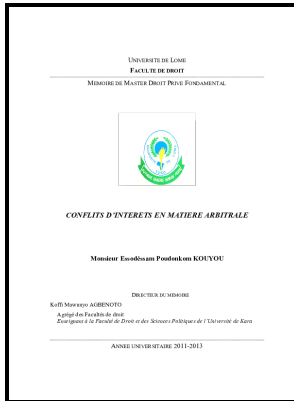 UNIVERSITE DE LOME
FACULTE DE DROIT
MEMOIRE DE MASTER DROIT PRIVE FONDAMENTAL
CONFLITS D'INTERETS EN MATIERE ARBITRALE
Monsieur Essodéssam Poudonkom KOUYOU
DIRECTEUR DU MEMOIRE
Koffi Mawunyo AGBENOTO
Agrégé des Facultés de droit
Enseignant à la Faculté de Droit et des Sciences Politiques de l'Université de Kara
ANNEE UNIVERSITAIRE 2011-2013